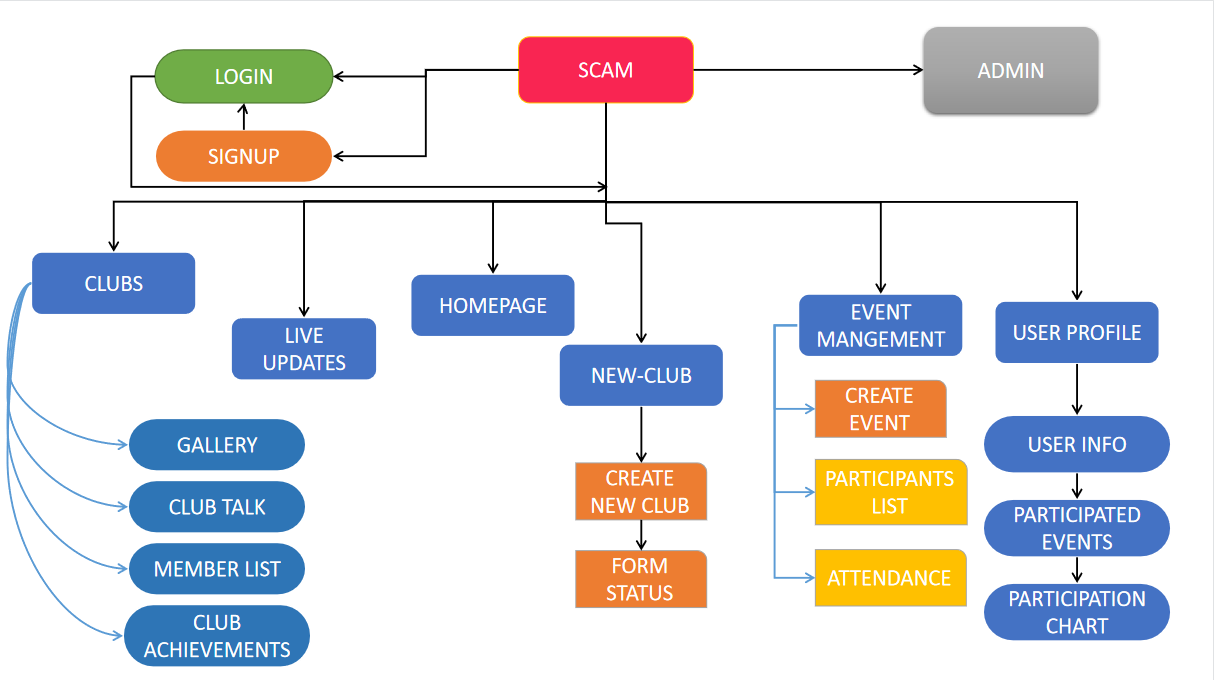 SCAM
ADMIN
LOGIN
SIGNUP
CLUBS
LIVE
UPDATES
HOMEPAGE
NEW-CLUB
EVENT
MANGEMENT
USER PROFILE
GALLERY
CLUB TALK
MEMBER LIST
CLUB
ACHIEVEMENTS
CREATE
NEW CLUB
FORM
STATUS
CREATE
EVENT
PARTICIPANTS
LIST
ATTENDANCE
USER INFO
PARTICIPATED
EVENTS
PARTICIPATION
CHART